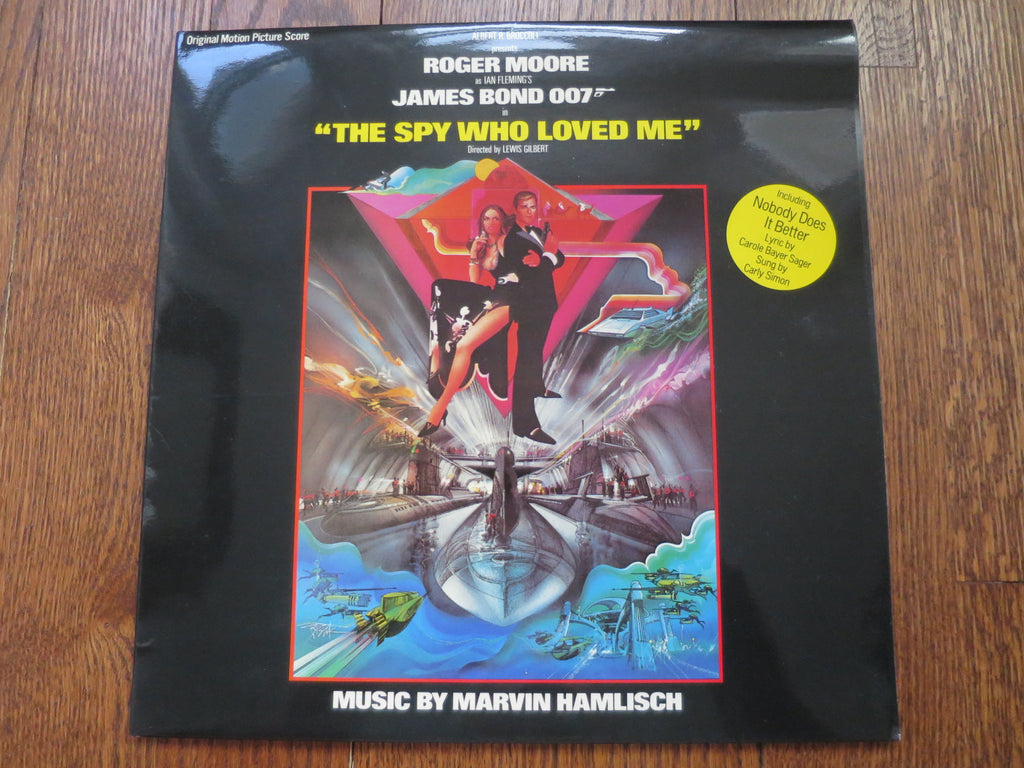 Original Motion Picture Score
ALBERT R. BROCCOLI
presents
ROGER MOORE
as IAN FLEMING'S
JAMES BOND 007
in
“THE SPY WHO LOVED ME”
Directed by LEWIS GILBERT
Including
Nobody Does
It Better
Lyric by
Carole Bayer Sager
Sung by
Carly Simon
MUSIC BY MARVIN HAMLISCH